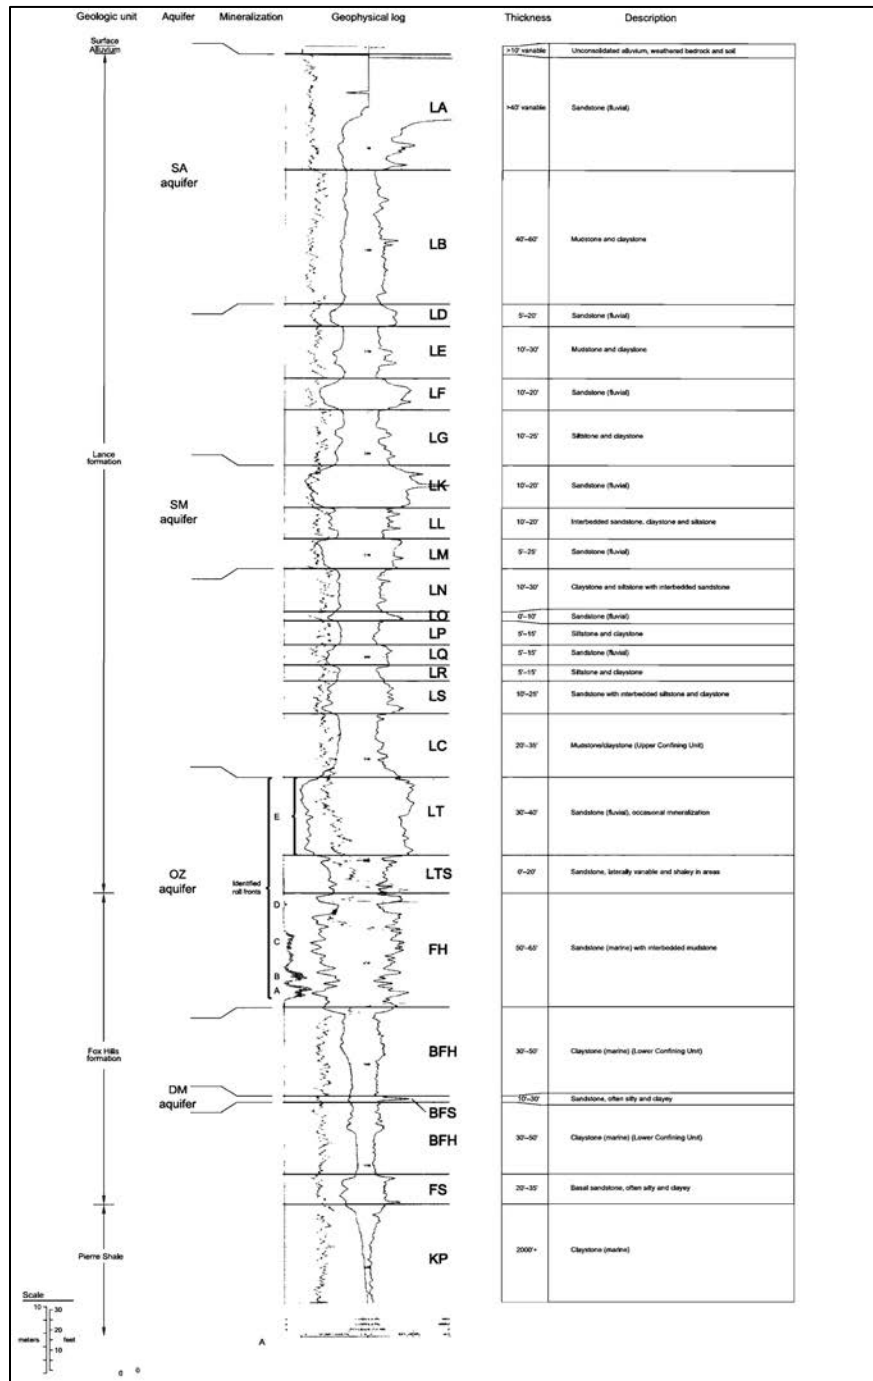 Geologic unit Aquifer Mineralization Geophysical log Thickness Description
Surface
Alluvium
>10' variable Unconsolidated alluvium, weathered bedrock and soil
LA >40' variable Sandstone (fluvial)
SA
aquifer
LB 40'–60' Mudstone and claystone
LD 5'–20' Sandstone (fluvial)
LE 10'–30' Mudstone and claystone
LF 10'–20' Sandstone (fluvial)
LG 10'–25' Siltstone and claystone
Lance
formation
LK 10'–20' Sandstone (fluvial)
SM
aquifer
LL 10'–20' Interbedded sandstone, claystone and siltstone
LM 5'–25' Sandstone (fluvial)
LN 10'–30' Claystone and siltstone with interbedded sandstone
LO 0'–10' Sandstone (fluvial)
LP 5'–15' Siltstone and claystone
LQ 5'–15' Sandstone (fluvial)
LR 5'–15' Siltstone and claystone
LS 10'–25' Sandstone with interbedded siltstone and claystone
LC 20'–35' Mudstone/claystone (Upper Confining Unit)
E LT 30'–40' Sandstone (fluvial), occasional mineralization
OZ
aquifer
Identified
roll fronts
LTS 0'–20' Sandstone, laterally variable and shaley in areas
D
C
B
A
FH 50'–65' Sandstone (marine) with interbedded mudstone
Fox Hills
formation
BFH 30'–50' Claystone (marine) (Lower Confining Unit)
DM
aquifer
BFS 10'–30' Sandstone, often silty and clayey
BFH 30'–50' Claystone (marine) (Lower Confining Unit)
FS 20'–35' Basal sandstone, often silty and clayey
Pierre Shale
KP 2000'+ Claystone (marine)
Scale
10 30
20
meters feet
10
0 0
A